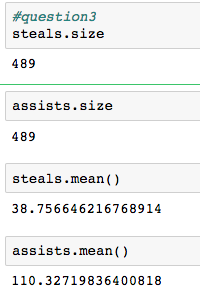 #question3
steals.size
489
assists.size
489
steals.mean()
38.756646216768914
assists.mean()
110.32719836400818